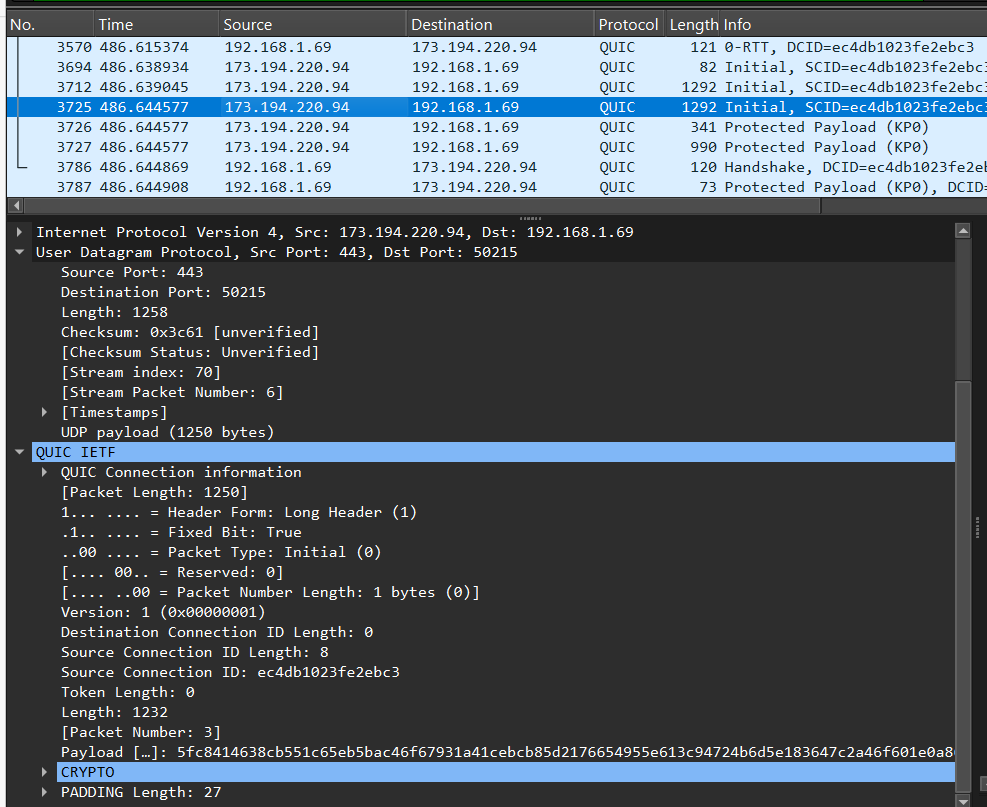 No. Time Source Destination Protocol Length Info
3570 486.615374 192.168.1.69 173.194.220.94 QUIC 121 0-RTT, DCID=ec4db1023fe2ebc3
3694 486.638934 173.194.220.94 192.168.1.69 QUIC 82 Initial, SCID=ec4db1023fe2ebc3
3712 486.639045 173.194.220.94 192.168.1.69 QUIC 1292 Initial, SCID=ec4db1023fe2ebc3
3725 486.644577 173.194.220.94 192.168.1.69 QUIC 1292 Initial, SCID=ec4db1023fe2ebc3
3726 486.644577 173.194.220.94 192.168.1.69 QUIC 341 Protected Payload (KP0)
3727 486.644577 173.194.220.94 192.168.1.69 QUIC 990 Protected Payload (KP0)
3786 486.644869 192.168.1.69 173.194.220.94 QUIC 120 Handshake, DCID=ec4db1023fe2eb
3787 486.644908 192.168.1.69 173.194.220.94 QUIC 73 Protected Payload (KP0), DCID=
Internet Protocol Version 4, Src: 173.194.220.94, Dst: 192.168.1.69
User Datagram Protocol, Src Port: 443, Dst Port: 50215
Source Port: 443
Destination Port: 50215
Length: 1258
Checksum: 0x3c61 [unverified]
[Checksum Status: Unverified]
[Stream index: 70]
[Stream Packet Number: 6]
[Timestamps]
UDP payload (1250 bytes)
QUIC IETF
QUIC Connection information
[Packet Length: 1250]
1... .... = Header Form: Long Header (1)
.1.. .... = Fixed Bit: True
..00 .... = Packet Type: Initial (0)
[.... 00.. = Reserved: 0]
[.... ..00 = Packet Number Length: 1 bytes (0)]
Version: 1 (0x00000001)
Destination Connection ID Length: 0
Source Connection ID Length: 8
Source Connection ID: ec4db1023fe2ebc3
Token Length: 0
Length: 1232
[Packet Number: 3]
Payload […]: 5fc8414638cb551c65eb5bac46f67931a41cebcb85d2176654955e613c94724b6d5e183647c2a46f601e0a8
CRYPTO
PADDING Length: 27